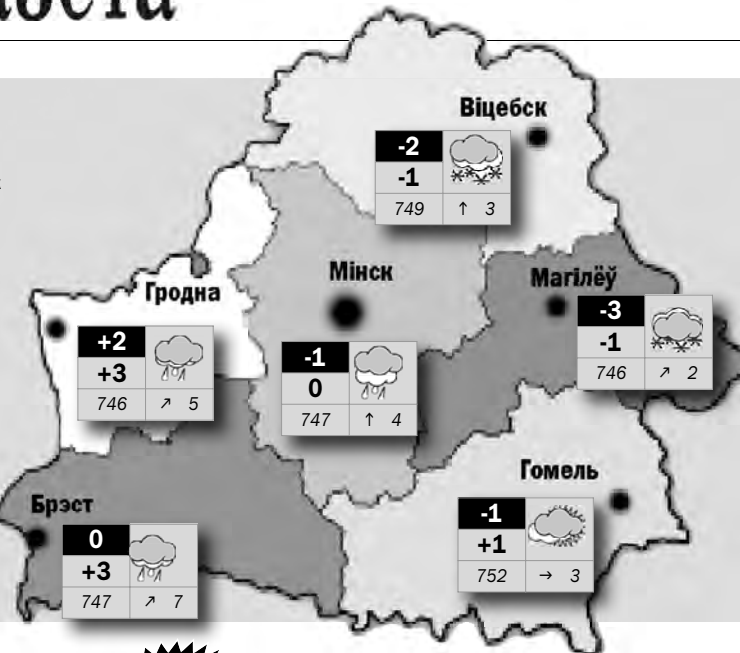 Віцебск
-2
-1
749 ↑ 3
Мінск
-1
0
747 ↑ 4
Магілёў
-3
-1
746 ↗ 2
Гродна
+2
+3
746 ↗ 5
Гомель
-1
+1
752 → 3
Брэст
0
+3
747 ↗ 7